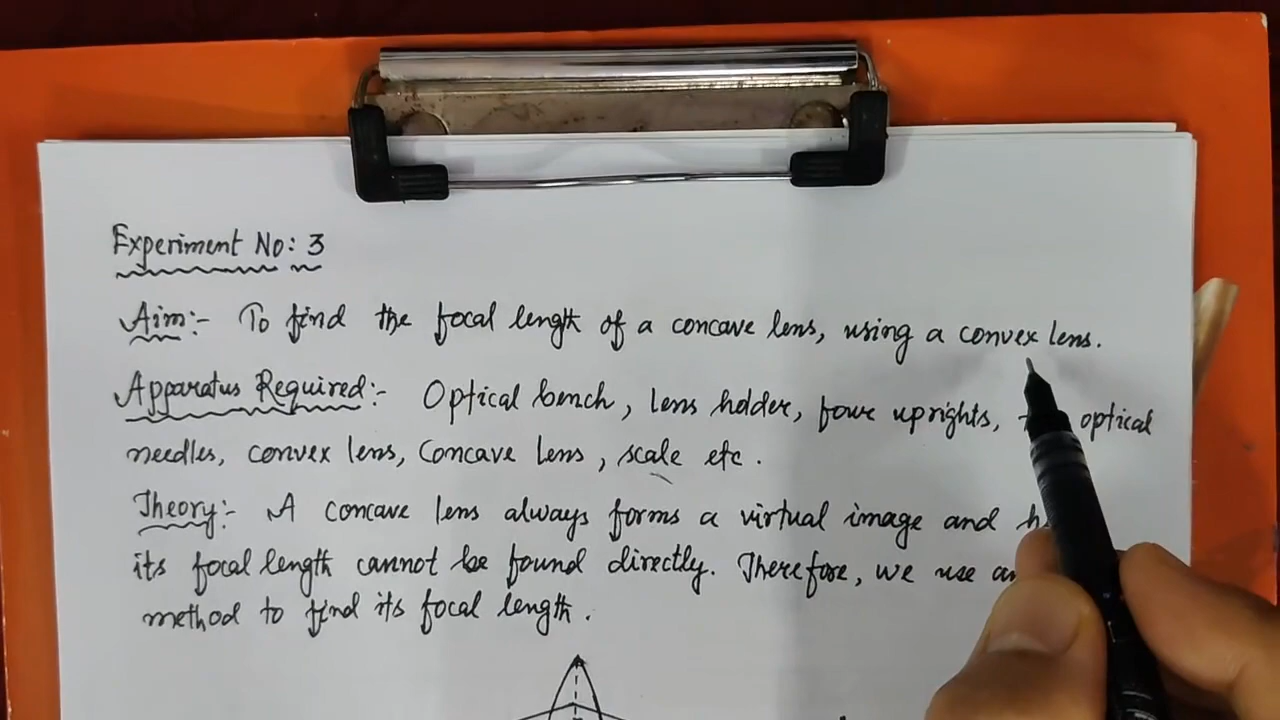 Experiment No: 3
Aim:- To find the focal length of a concave lens, using a convex lens.
Apparatus Required:- Optical bench, lens holder, four uprights, optical
needles, convex lens, Concave Lens, scale etc.
Theory:- A concave lens always forms a virtual image and
its focal length cannot be found directly. Therefore, we use
method to find its focal length.